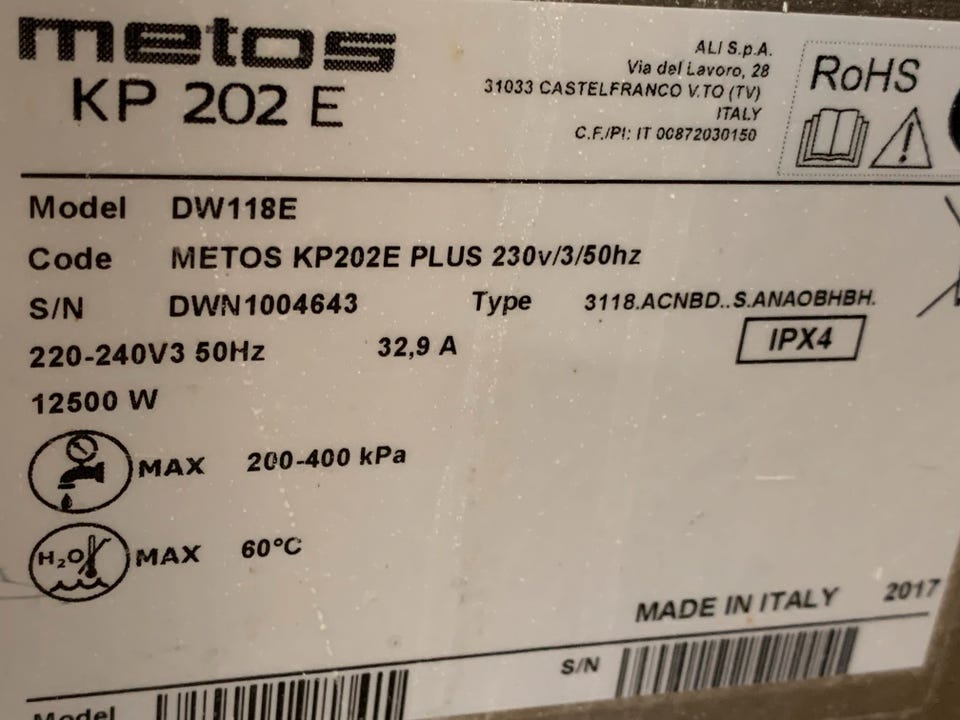 metos
KP 202 E
ALI S.p.A.
Via del Lavoro, 28
31033 CASTELFRANCO V.TO (TV)
ITALY
C.F./PI: IT 00872030150
RoHS
Model DW118E
Code METOS KP202E PLUS 230v/3/50hz
S/N DWN1004643 Type 3118.ACNBD..S.ANAOBHBH.
220-240V3 50Hz 32,9 A
IPX4
12500 W
MAX 200-400 kPa
H₂O MAX 60°C
MADE IN ITALY 2017
S/N
Model